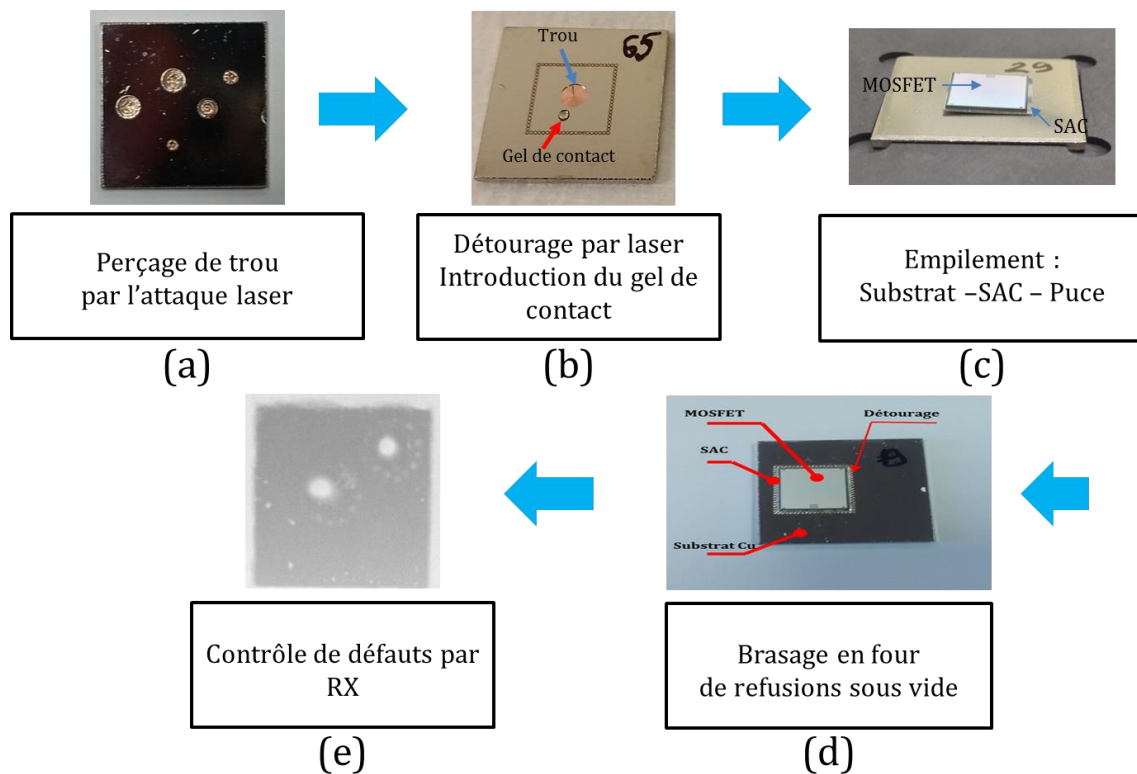 Trou
65
Gel de contact
29
MOSFET
SAC
Perçage de trou
par l’attaque laser
Détourage par laser
Introduction du gel de
contact
Empilement :
Substrat –SAC – Puce
(a)
(b)
(c)
MOSFET
Détourage
SAC
Substrat Cu
Contrôle de défauts par
RX
Brasage en four
de refusions sous vide
(e)
(d)